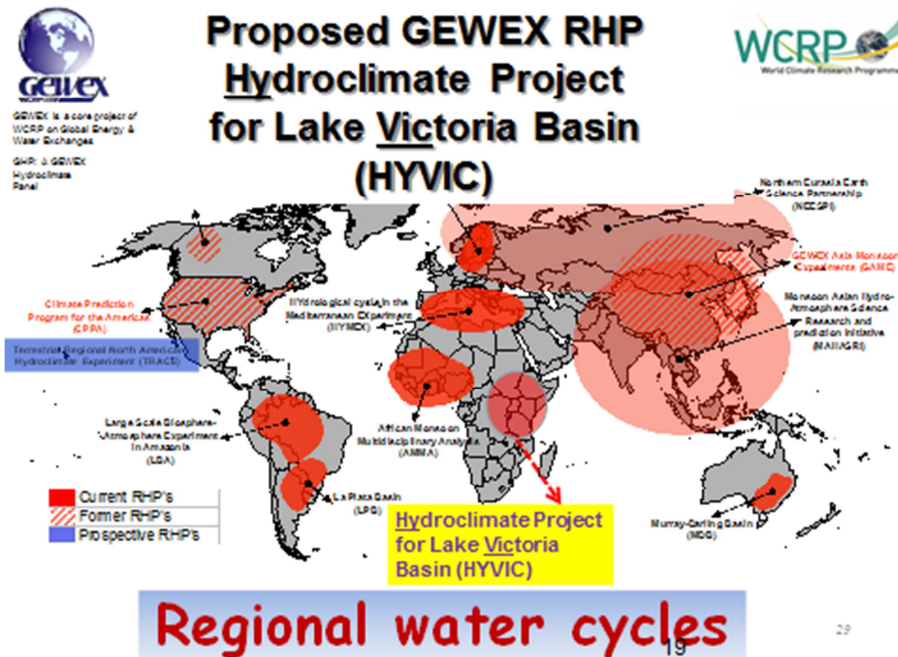 Proposed GEWEX RHP
Hydroclimate Project
for Lake Victoria Basin
(HYVIC)
GEWEX
WCRP
World Climate Research Programme
GEWEX is a core project of
WCRP on Global Energy &
Water Exchanges
GHP: A GEWEX
Hydroclimate
Panel
Northern Eurasia Earth
Science Partnership
(NEESPI)
GEWEX Asia Monsoon
Experiments (GAME)
Monsoon Asian Hydro-
Atmosphere Science
Research and
prediction Initiative
(MAHASRI)
Climate Prediction
Program for the Americas
(CPPA)
Terrestrial Regional North American
Hydroclimate Experiment (TRACE)
HYdrological cycle in the
Mediterranean Experiment
(HYMEX)
Large Scale Biosphere-
Atmosphere Experiment
in Amazonia
(LBA)
African Monsoon
Multidisciplinary Analysis
(AMMA)
La Plata Basin
(LPB)
Murray-Darling Basin
(MDB)
Current RHP's
Former RHP's
Prospective RHP's
Hydroclimate Project
for Lake Victoria
Basin (HYVIC)
Regional water cycles
19
29